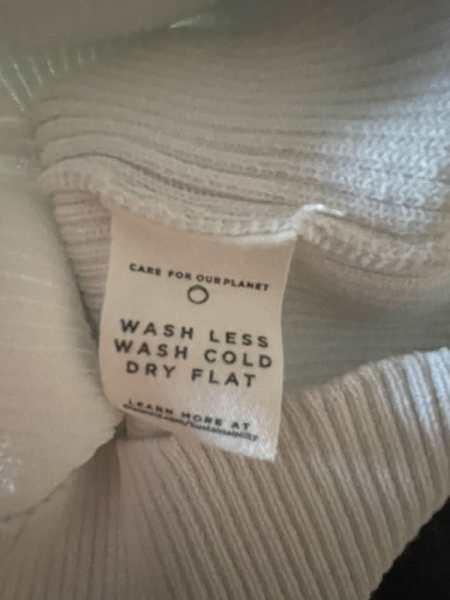 CARE FOR OUR PLANET
WASH LESS
WASH COLD
DRY FLAT
LEARN MORE AT